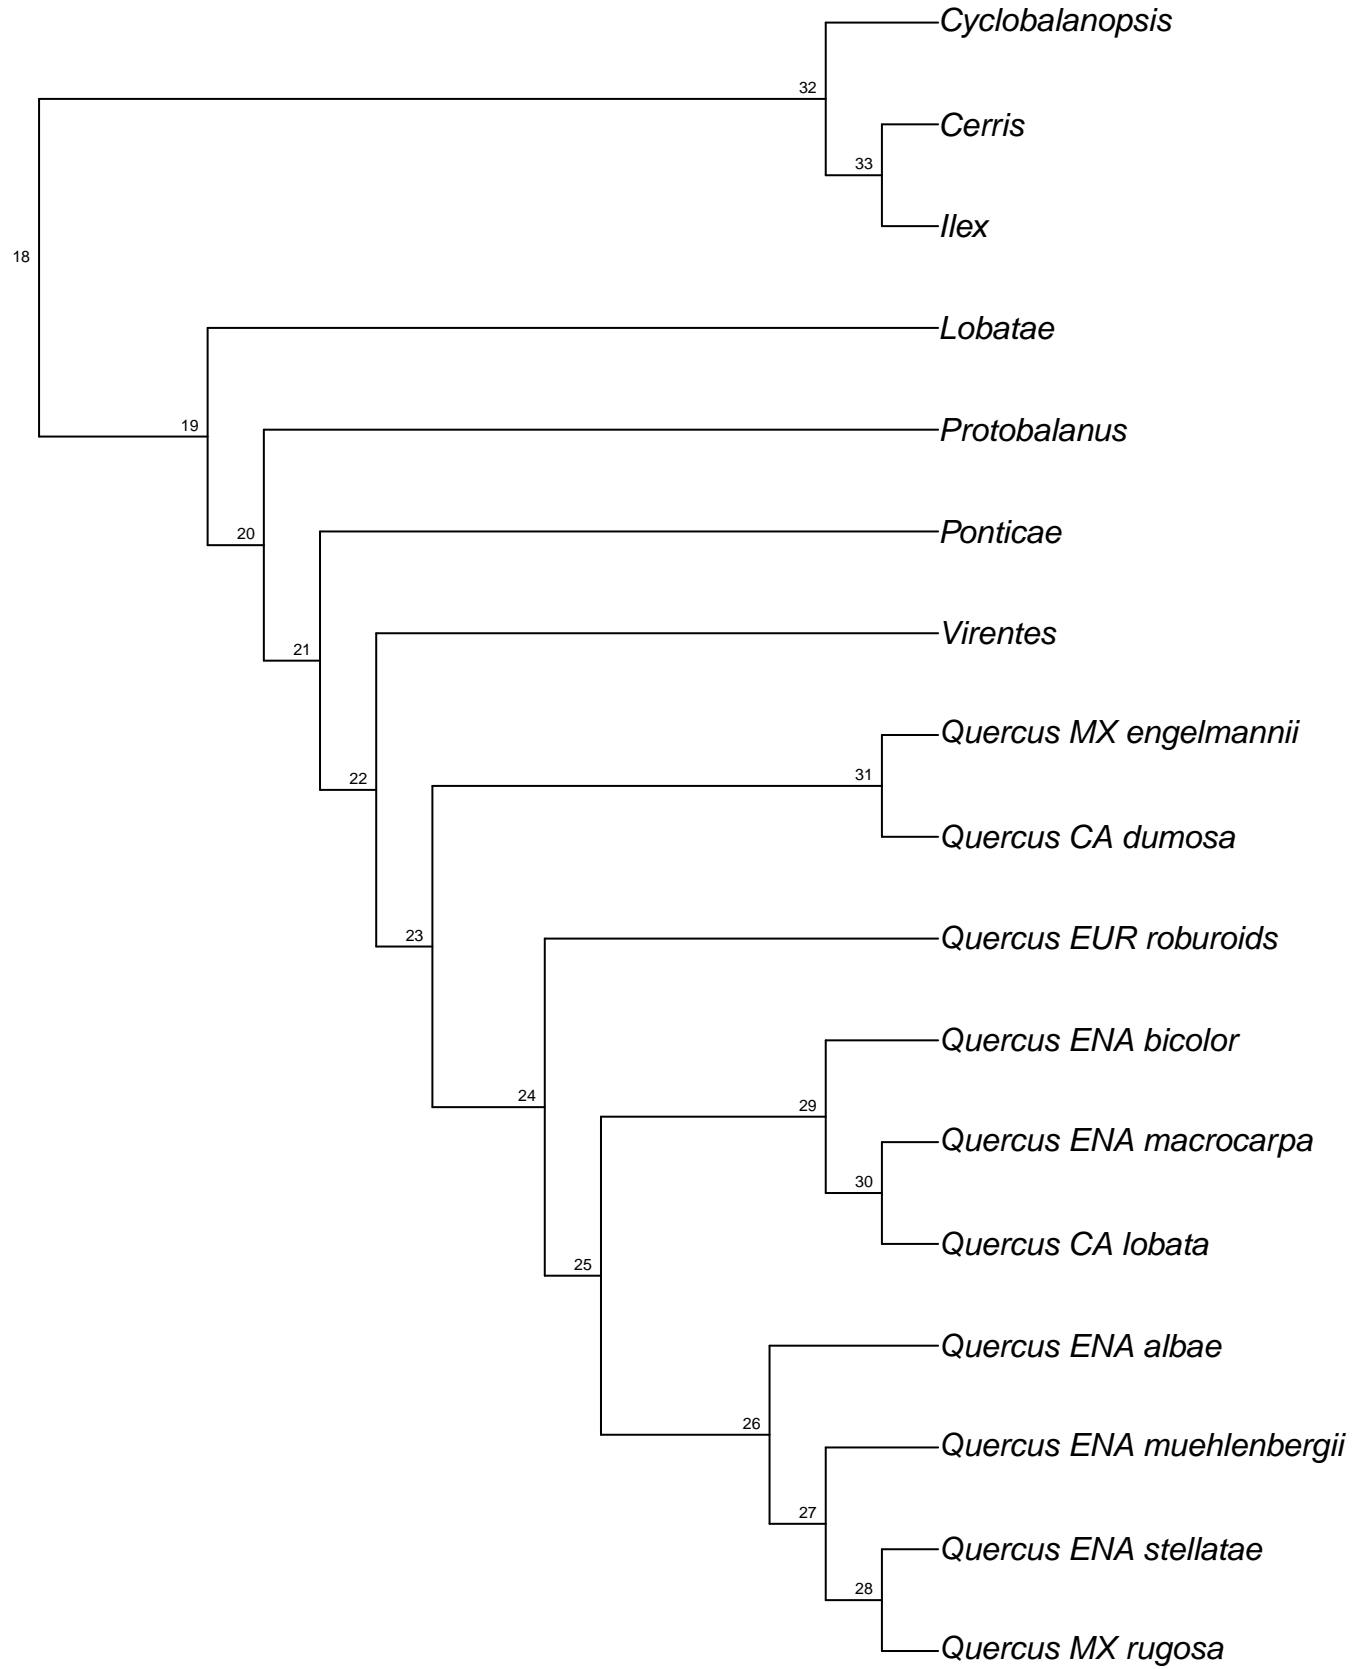 Cyclobalanopsis
32
Cerris
33
Ilex
18
Lobatae
19
Protobalanus
20
Ponticae
21
Virentes
Quercus MX engelmannii
31
22
Quercus CA dumosa
23
Quercus EUR roburoids
Quercus ENA bicolor
24
29
Quercus ENA macrocarpa
30
Quercus CA lobata
25
Quercus ENA albae
26
Quercus ENA muehlenbergii
27
Quercus ENA stellatae
28
Quercus MX rugosa